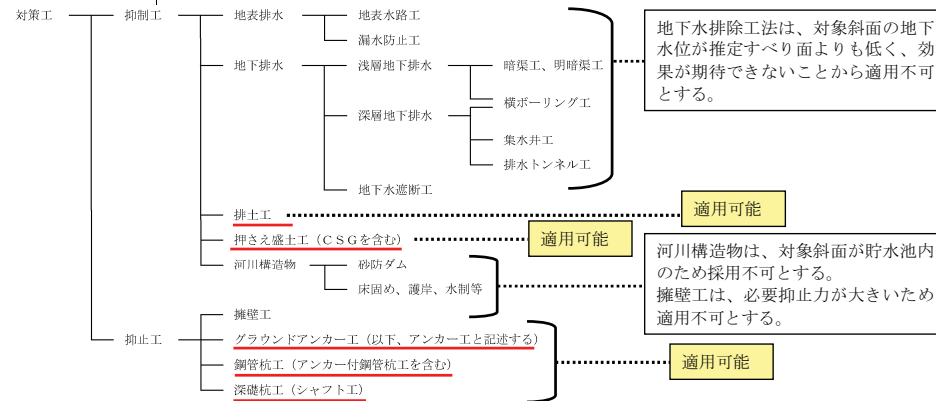 対策工
抑制工
地表排水
地表水路工
漏水防止工
地下排水
浅層地下排水
暗渠工、明暗渠工
横ボーリング工
深層地下排水
集水井工
排水トンネル工
地下水遮断工
地下水排除工法は、対象斜面の地下
水位が推定すべり面よりも低く、効
果が期待できないことから適用不可
とする。
排土工
適用可能
押さえ盛土工（ＣＳＧを含む）
適用可能
河川構造物
砂防ダム
床固め、護岸、水制等
河川構造物は、対象斜面が貯水池内
のため採用不可とする。
擁壁工は、必要抑止力が大きいため
適用不可とする。
抑止工
擁壁工
グラウンドアンカー工（以下、アンカー工と記述する）
鋼管杭工（アンカー付鋼管杭工を含む）
深礎杭工（シャフト工）
適用可能